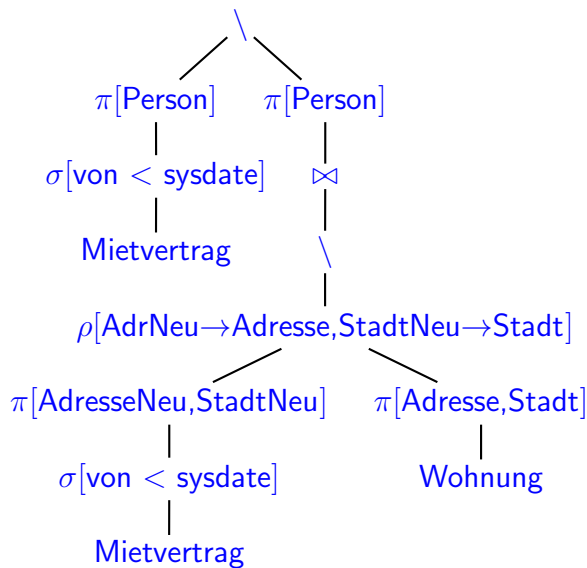 \
π[Person] π[Person]
σ[von < sysdate] ⋈
Mietvertrag \
ρ[AdrNeu→Adresse,StadtNeu→Stadt]
π[AdresseNeu,StadtNeu] π[Adresse,Stadt]
σ[von < sysdate] Wohnung
Mietvertrag